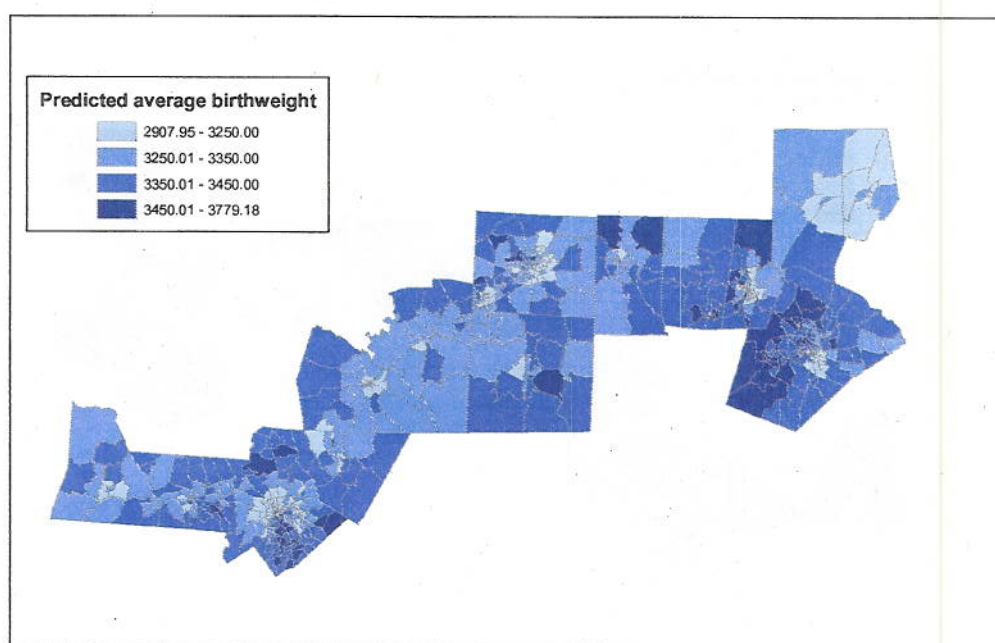 Predicted average birthweight
2907.95 - 3250.00
3250.01 - 3350.00
3350.01 - 3450.00
3450.01 - 3779.18